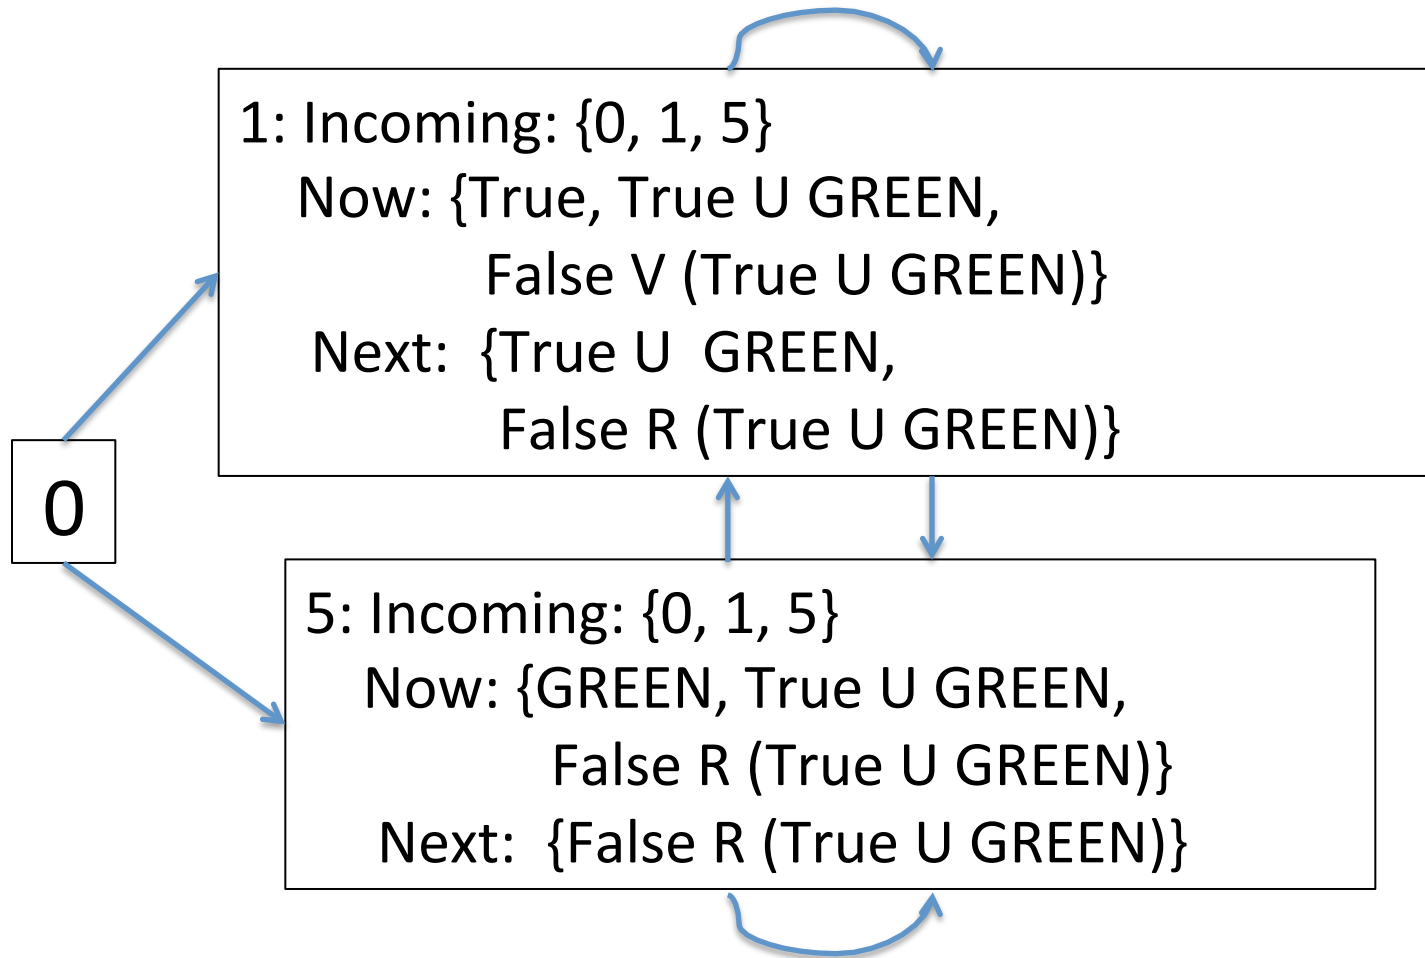 1: Incoming: {0, 1, 5}
Now: {True, True U GREEN,
False V (True U GREEN)}
Next: {True U GREEN,
False R (True U GREEN)}
0
5: Incoming: {0, 1, 5}
Now: {GREEN, True U GREEN,
False R (True U GREEN)}
Next: {False R (True U GREEN)}